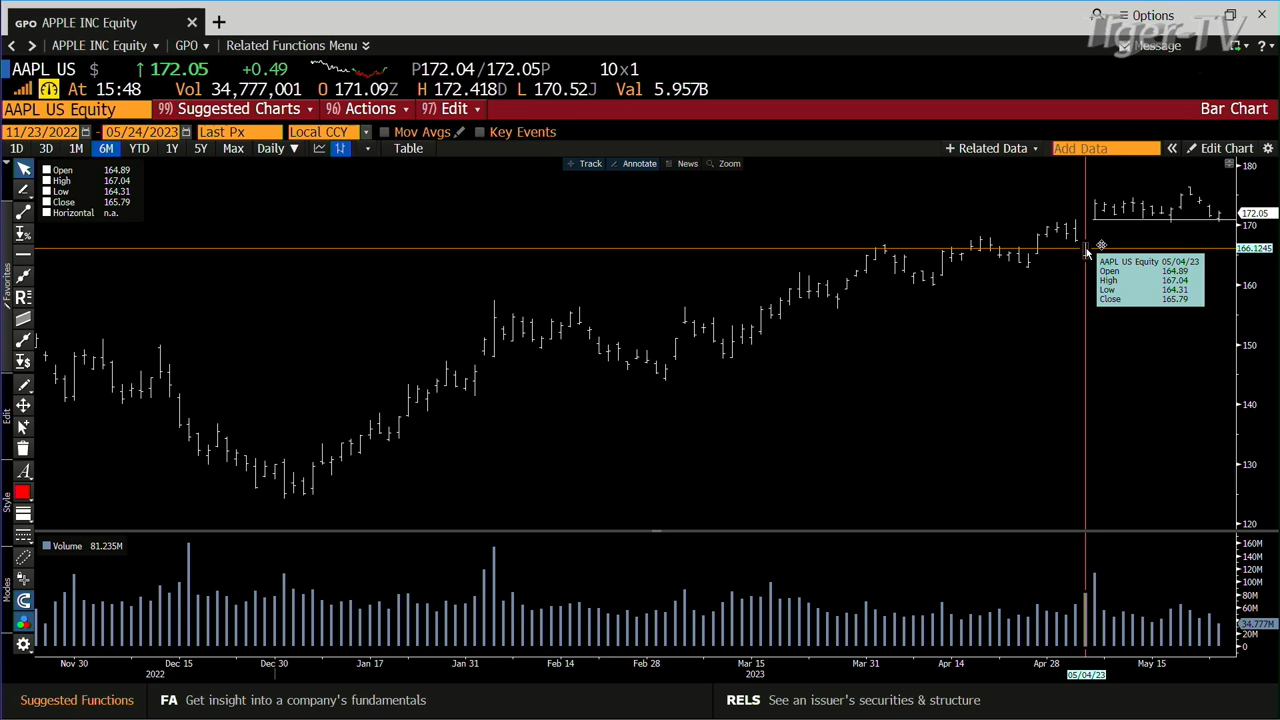 GPO APPLE INC Equity
Options
Tiger-TV
APPLE INC Equity GPO Related Functions Menu
Message
AAPL US $ ↑ 172.05 +0.49 P172.04/172.05P 10x1
At 15:48 Vol 34,777,001 O 171.09Z H 172.418D L 170.52J Val 5.957B
AAPL US Equity 99) Suggested Charts 96) Actions 97) Edit Bar Chart
11/23/2022 - 05/24/2023 Last Px Local CCY Mov Avgs Key Events
1D 3D 1M 6M YTD 1Y 5Y Max Daily ▼ Table + Related Data Add Data « Edit Chart
Track Annotate News Zoom
Open 164.89
High 167.04
Low 164.31
Close 165.79
Horizontal n.a.
180
172.05
170
166.1245
160
150
140
130
120
AAPL US Equity 05/04/23
Open 164.89
High 167.04
Low 164.31
Close 165.79
Favorites
Edit
Style
Modes
Volume 81.235M
160M
140M
120M
100M
80M
60M
34.777M
20M
0
Nov 30 Dec 15 Dec 30 Jan 17 Jan 31 Feb 14 Feb 28 Mar 15 Mar 31 Apr 14 Apr 28 May 15
2022 2023 05/04/23
Suggested Functions FA Get insight into a company's fundamentals RELS See an issuer's securities & structure